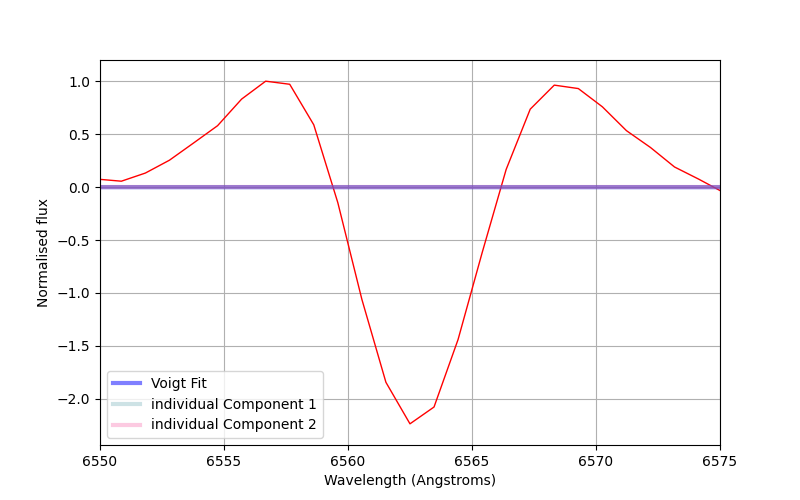 1.0
0.5
0.0
−0.5
−1.0
−1.5
−2.0
Normalised flux
Voigt Fit
individual Component 1
individual Component 2
6550 6555 6560 6565 6570 6575
Wavelength (Angstroms)